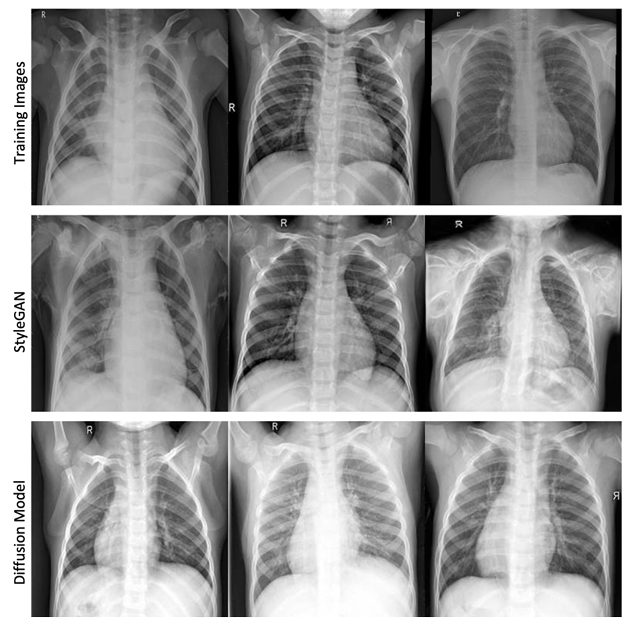 Training Images
R
R
StyleGAN
R
Я
Diffusion Model
R
R
Я